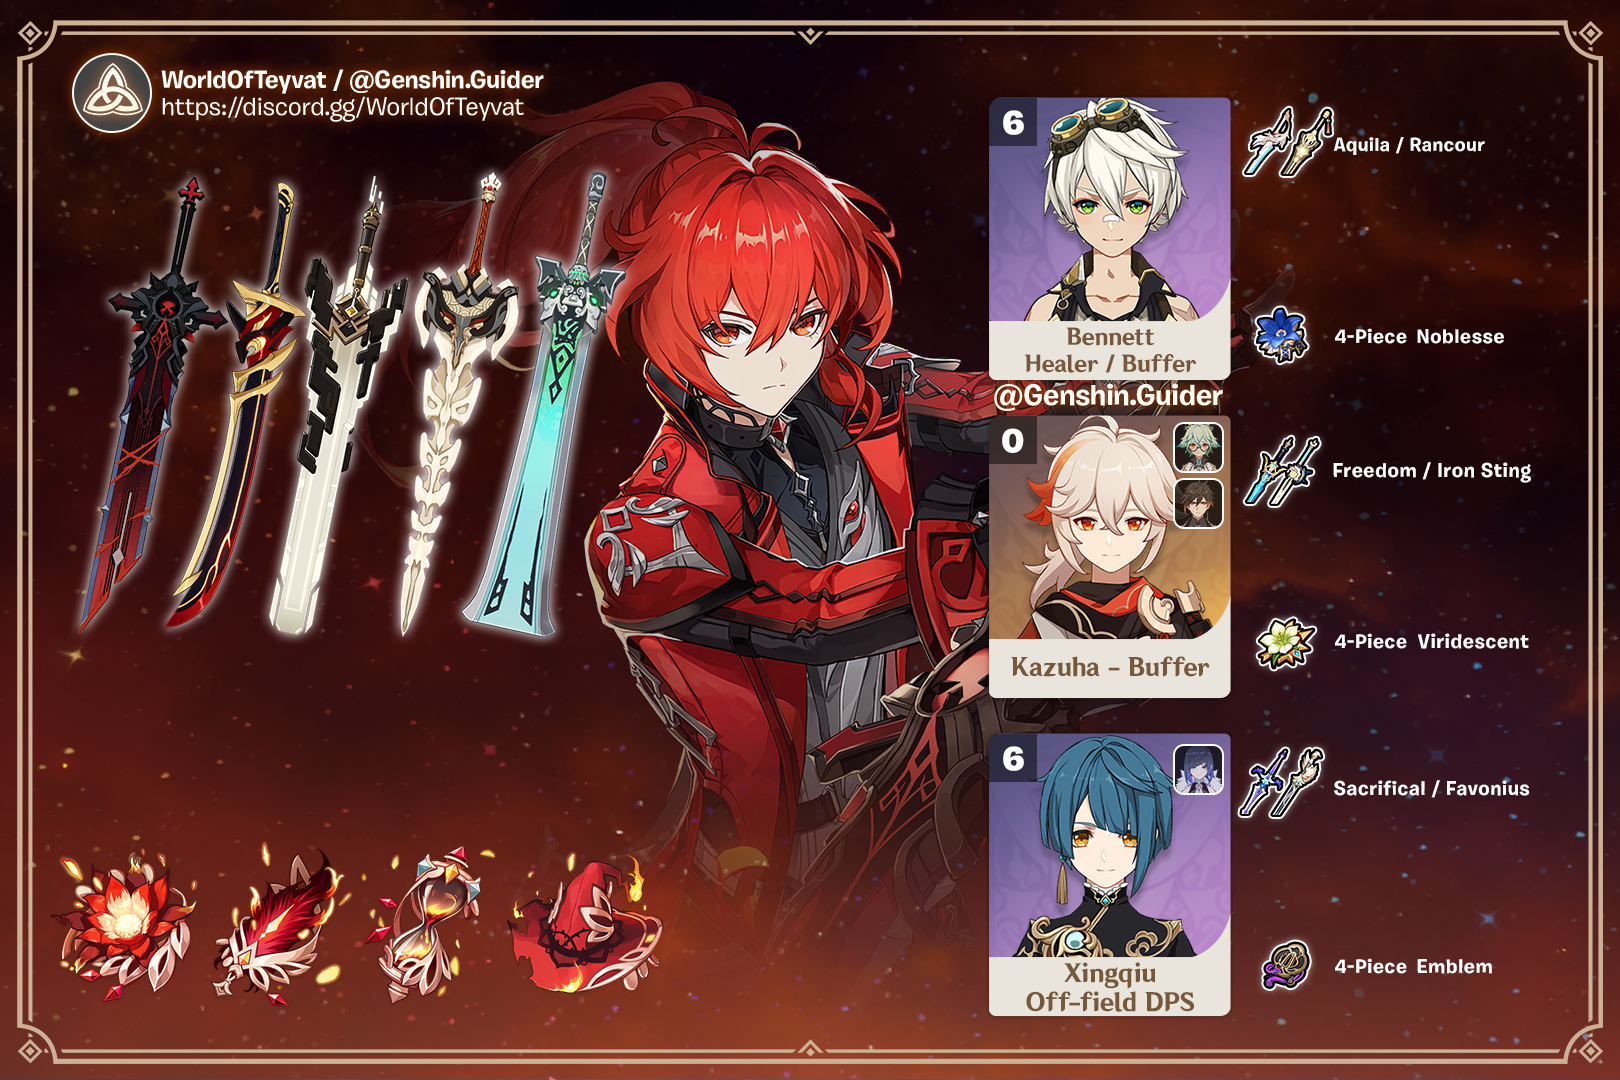 WorldOfTeyvat / @Genshin.Guider
https://discord.gg/WorldOfTeyvat
6
Aquila / Rancour
Bennett
Healer / Buffer
4-Piece Noblesse
@Genshin.Guider
0
Freedom / Iron Sting
Kazuha - Buffer
4-Piece Viridescent
6
Sacrifical / Favonius
Xingqiu
Off-field DPS
4-Piece Emblem